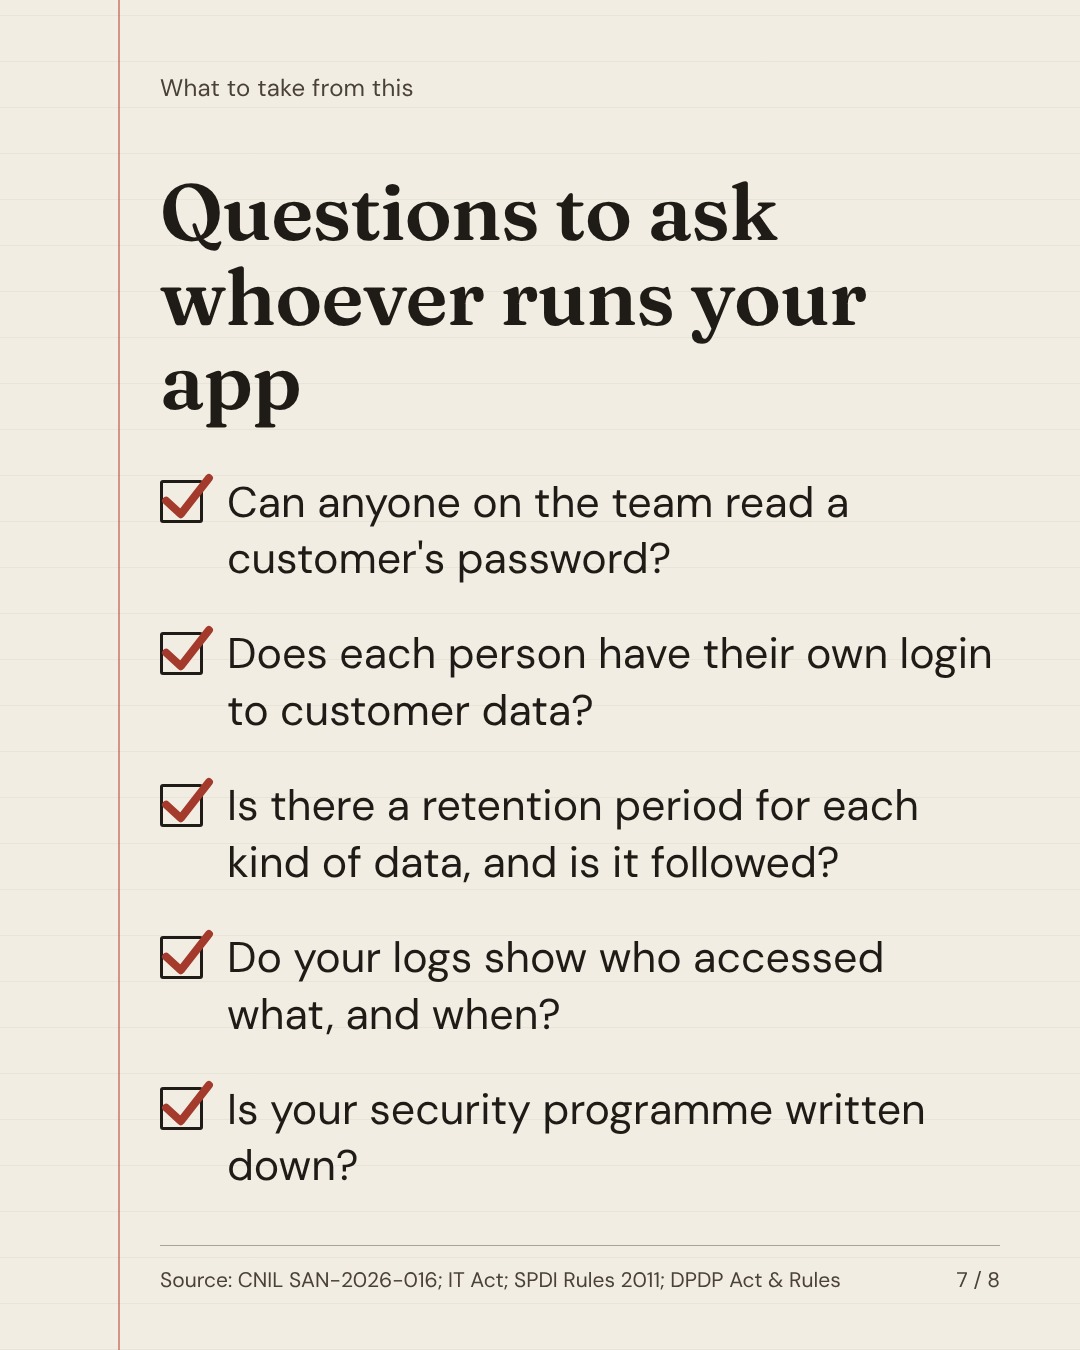 What to take from this
Questions to ask
whoever runs your
app
Can anyone on the team read a
customer's password?
Does each person have their own login
to customer data?
Is there a retention period for each
kind of data, and is it followed?
Do your logs show who accessed
what, and when?
Is your security programme written
down?
Source: CNIL SAN-2026-016; IT Act; SPDI Rules 2011; DPDP Act & Rules
7 / 8